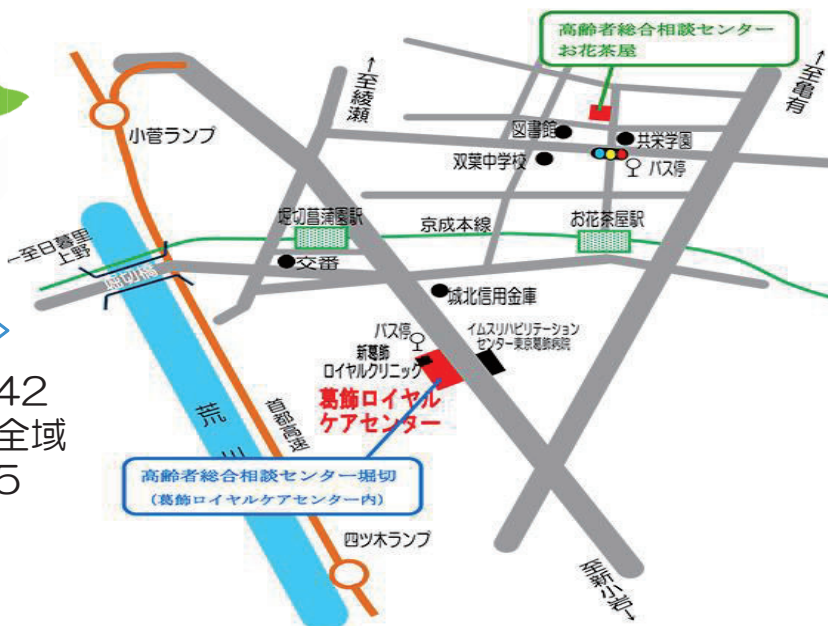 高齢者総合相談センター
お花茶屋
↑至亀有
↑至綾瀬
小菅ランプ
図書館
共栄学園
双葉中学校
バス停
堀切菖蒲園駅
京成本線
お花茶屋駅
←至日暮里
上野
交番
城北信用金庫
バス停
イムスリハビリテーション
センター東京葛飾病院
新葛飾
ロイヤルクリニック
葛飾ロイヤル
ケアセンター
42
全域
5
荒川
首都高速
高齢者総合相談センター堀切
(葛飾ロイヤルケアセンター内)
四ツ木ランプ
至新小岩↓